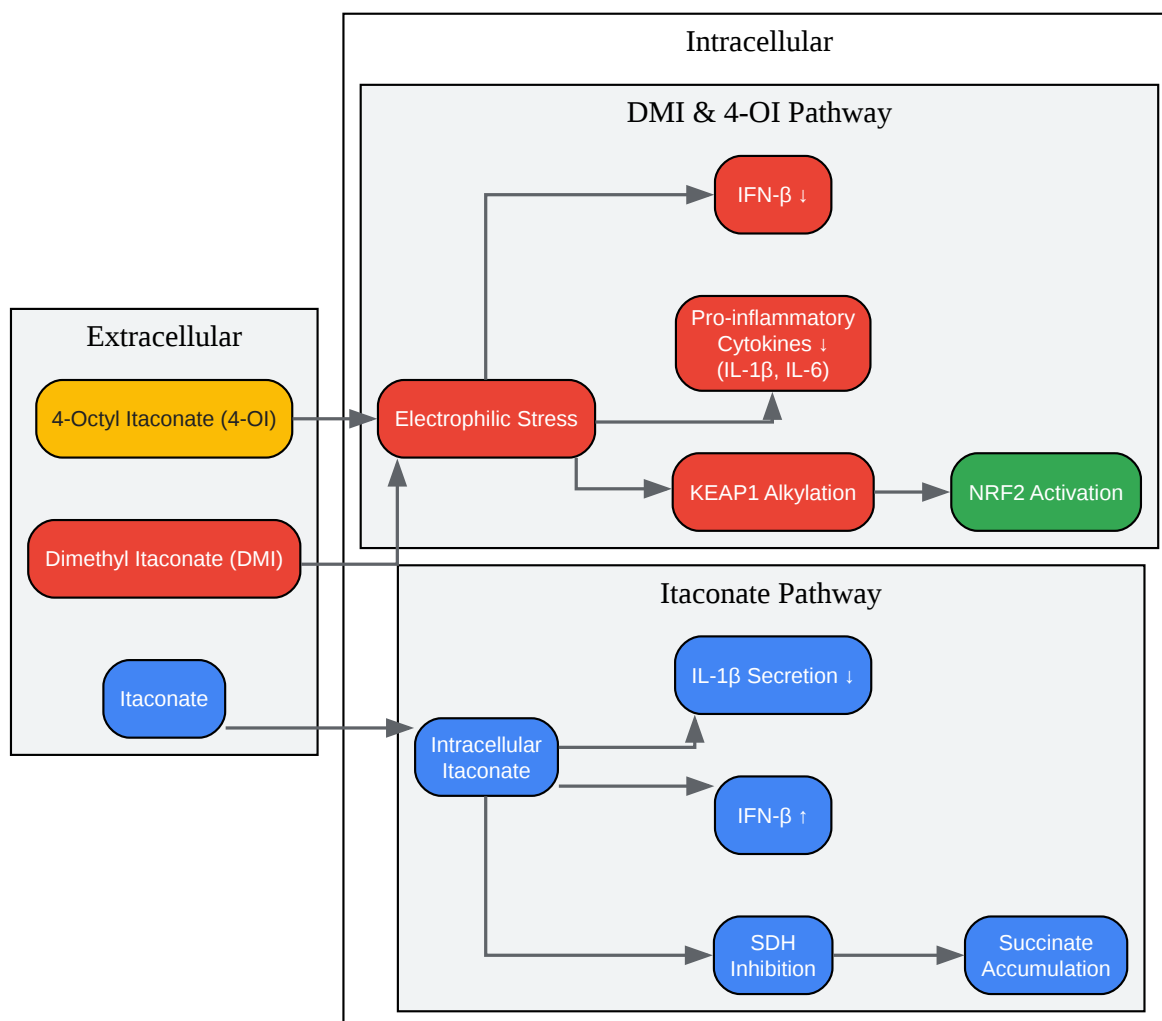 Intracellular
DMI & 4-OI Pathway
IFN-β ↓
Pro-inflammatory
Cytokines ↓
(IL-1β, IL-6)
Extracellular
4-Octyl Itaconate (4-OI)
Electrophilic Stress
KEAP1 Alkylation
NRF2 Activation
Dimethyl Itaconate (DMI)
Itaconate Pathway
IL-1β Secretion ↓
Itaconate
Intracellular
Itaconate
IFN-β ↑
SDH
Inhibition
Succinate
Accumulation